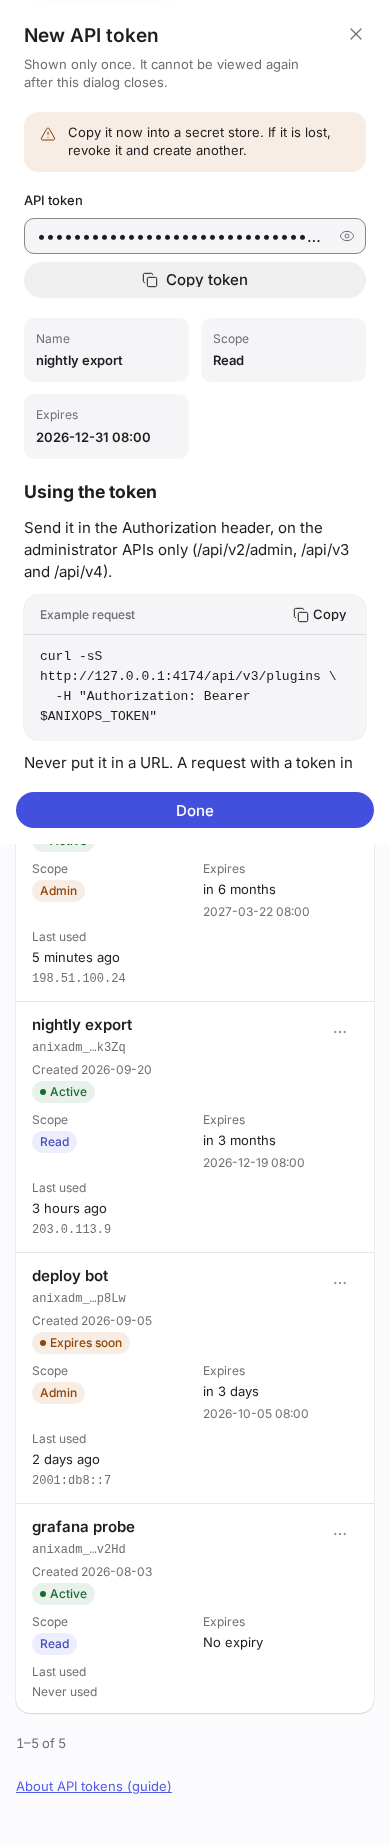 New API token
Shown only once. It cannot be viewed again
after this dialog closes.
Copy it now into a secret store. If it is lost,
revoke it and create another.
API token
••••••••••••••••••••••••••••••...
Copy token
Name
nightly export
Scope
Read
Expires
2026-12-31 08:00
Using the token
Send it in the Authorization header, on the
administrator APIs only (/api/v2/admin, /api/v3
and /api/v4).
Example request
Copy
curl -sS
http://127.0.0.1:4174/api/v3/plugins \
-H "Authorization: Bearer
$ANIXOPS_TOKEN"
Never put it in a URL. A request with a token in
Done
Scope
Expires
Admin
in 6 months
2027-03-22 08:00
Last used
5 minutes ago
198.51.100.24
nightly export
...
anixadm_…k3Zq
Created 2026-09-20
Active
Scope
Expires
Read
in 3 months
2026-12-19 08:00
Last used
3 hours ago
203.0.113.9
deploy bot
...
anixadm_…p8Lw
Created 2026-09-05
Expires soon
Scope
Expires
Admin
in 3 days
2026-10-05 08:00
Last used
2 days ago
2001:db8::7
grafana probe
...
anixadm_…v2Hd
Created 2026-08-03
Active
Scope
Expires
Read
No expiry
Last used
Never used
1–5 of 5
About API tokens (guide)